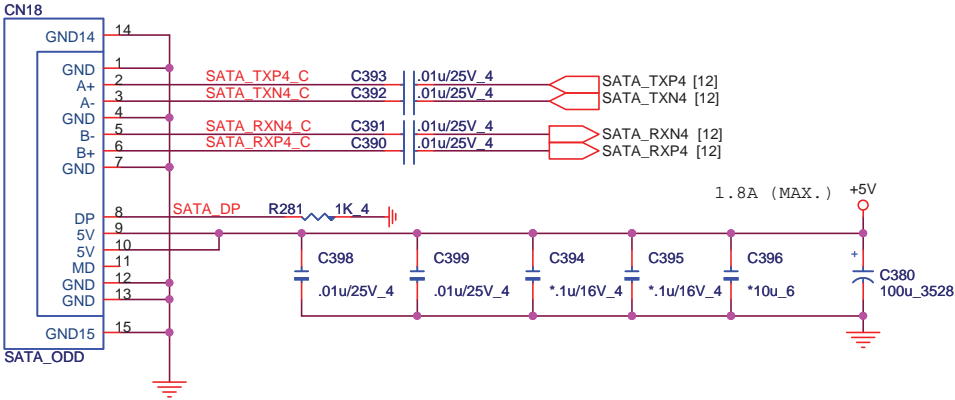 CN18
GND14 14
GND 1
A+ 2 SATA_TXP4_C C393 .01u/25V_4 SATA_TXP4 [12]
A- 3 SATA_TXN4_C C392 .01u/25V_4 SATA_TXN4 [12]
GND 4
B- 5 SATA_RXN4_C C391 .01u/25V_4 SATA_RXN4 [12]
B+ 6 SATA_RXP4_C C390 .01u/25V_4 SATA_RXP4 [12]
GND 7
1.8A (MAX.) +5V
DP 8 SATA_DP R281 1K_4
5V 9
5V 10
MD 11
GND 12
GND 13
GND15 15
SATA_ODD
C398 C399 C394 C395 C396 + C380
.01u/25V_4 .01u/25V_4 *.1u/16V_4 *.1u/16V_4 *10u_6 100u_3528